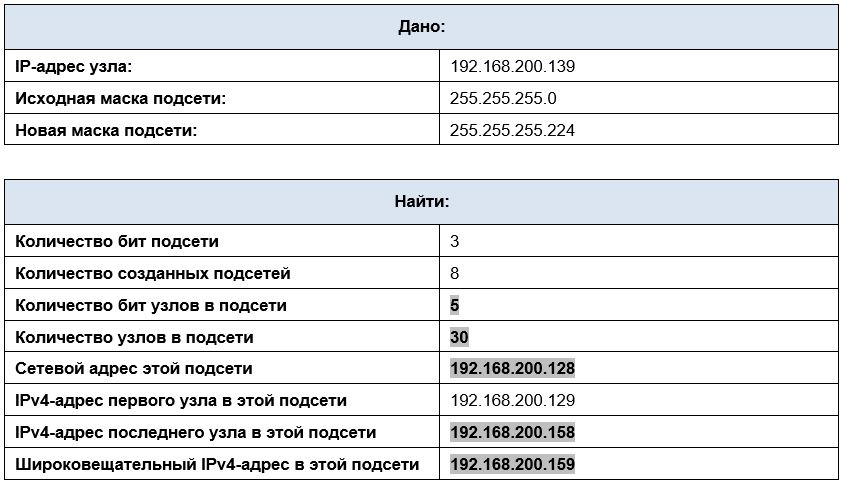 Дано:
IP-адрес узла: 192.168.200.139
Исходная маска подсети: 255.255.255.0
Новая маска подсети: 255.255.255.224
Найти:
Количество бит подсети 3
Количество созданных подсетей 8
Количество бит узлов в подсети 5
Количество узлов в подсети 30
Сетевой адрес этой подсети 192.168.200.128
IPv4-адрес первого узла в этой подсети 192.168.200.129
IPv4-адрес последнего узла в этой подсети 192.168.200.158
Широковещательный IPv4-адрес в этой подсети 192.168.200.159